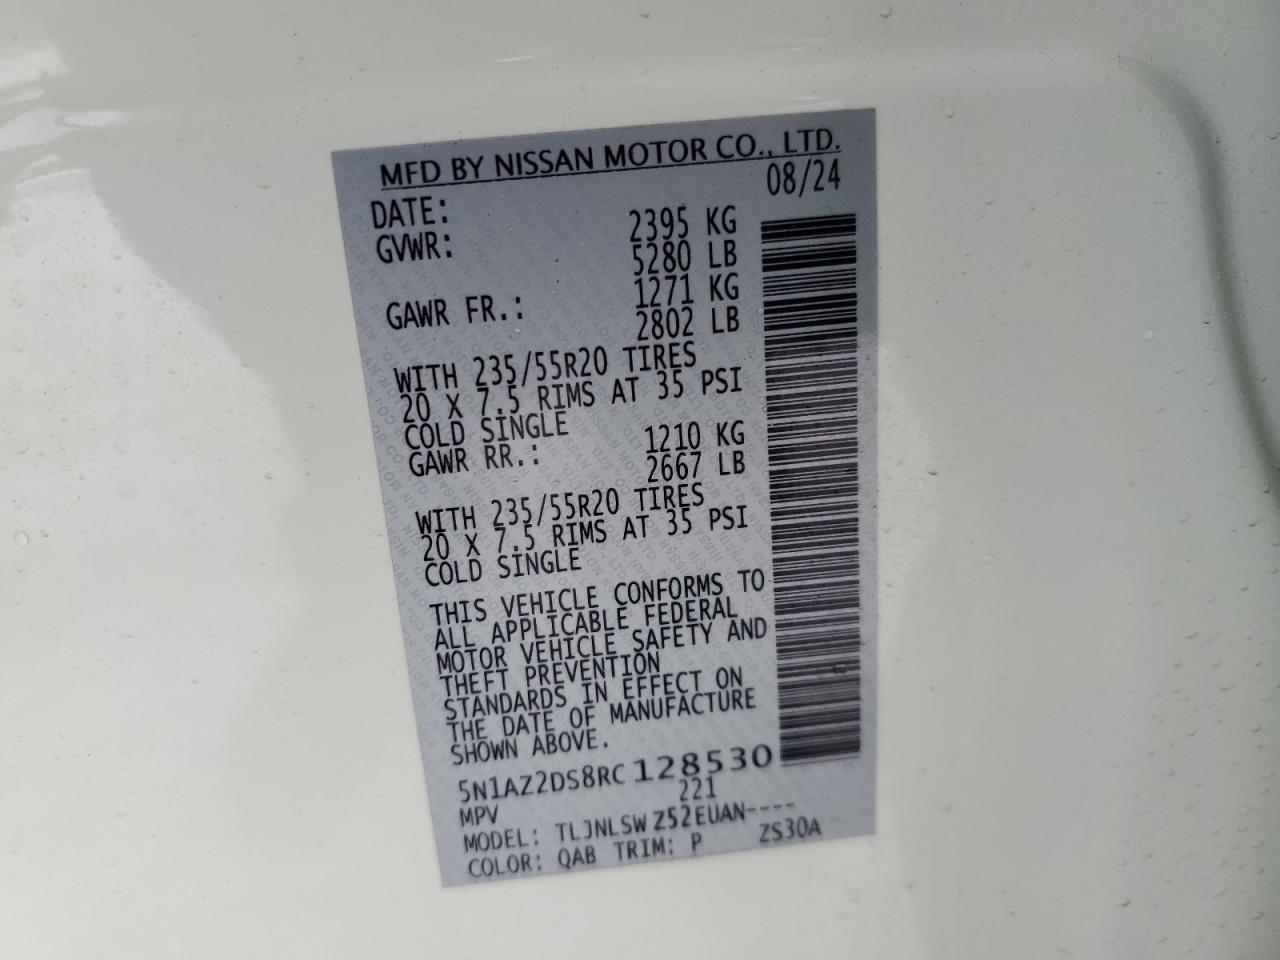 MFD BY NISSAN MOTOR CO., LTD.
DATE: 08/24
GVWR: 2395 KG
5280 LB
GAWR FR.: 1271 KG
2802 LB
WITH 235/55R20 TIRES
20 X 7.5 RIMS AT 35 PSI
COLD SINGLE
GAWR RR.: 1210 KG
2667 LB
WITH 235/55R20 TIRES
20 X 7.5 RIMS AT 35 PSI
COLD SINGLE
THIS VEHICLE CONFORMS TO
ALL APPLICABLE FEDERAL
MOTOR VEHICLE SAFETY AND
THEFT PREVENTION
STANDARDS IN EFFECT ON
THE DATE OF MANUFACTURE
SHOWN ABOVE.
5N1AZ2DS8RC128530
MPV 221
MODEL: TLJNLSW Z52EUAN----
COLOR: QAB TRIM: P ZS30A